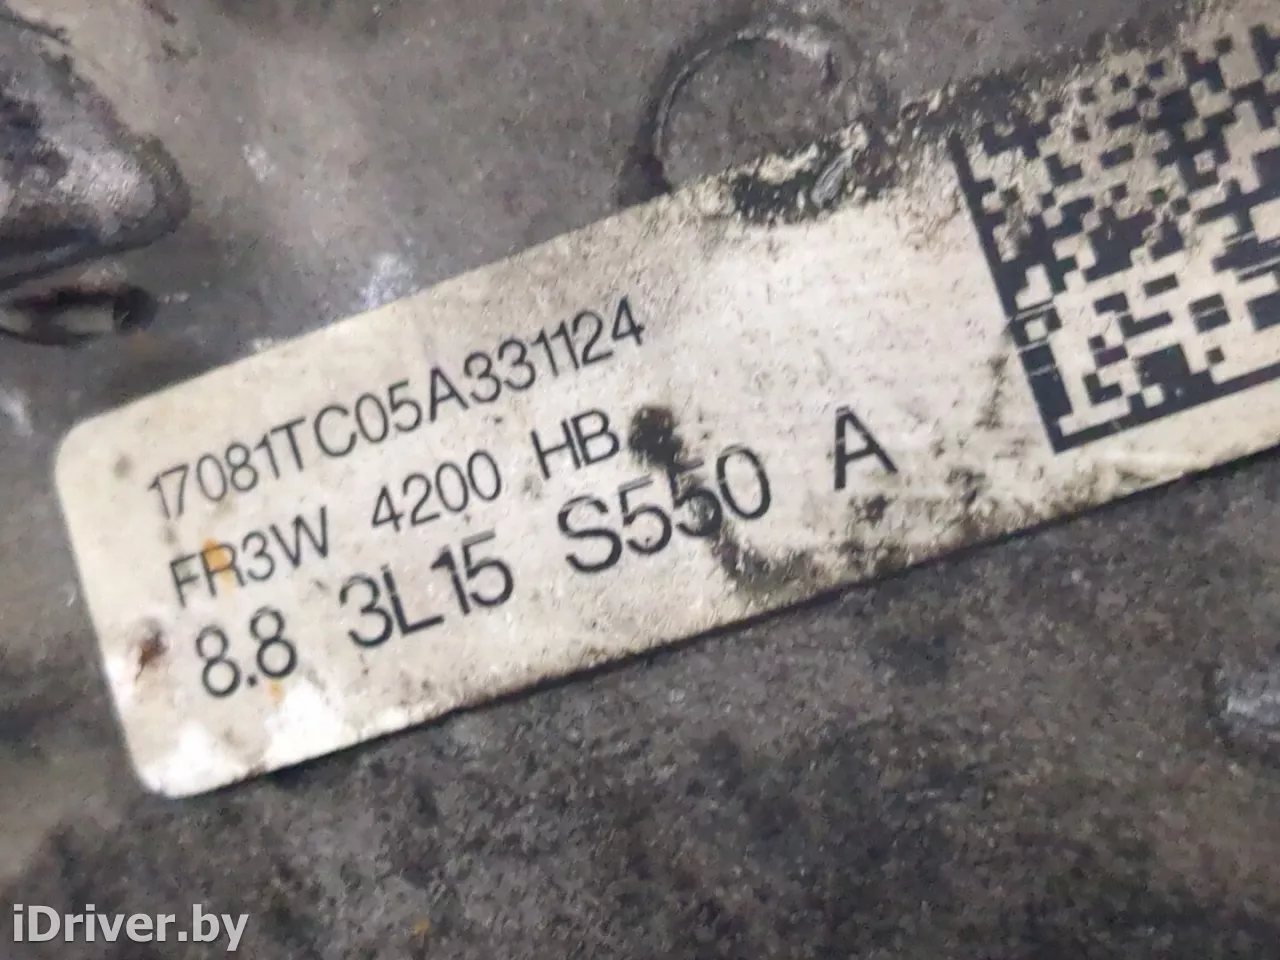 17081TC05A331124
FR3W 4200 HB
8.8 3L15 S550 A
iDriver.by